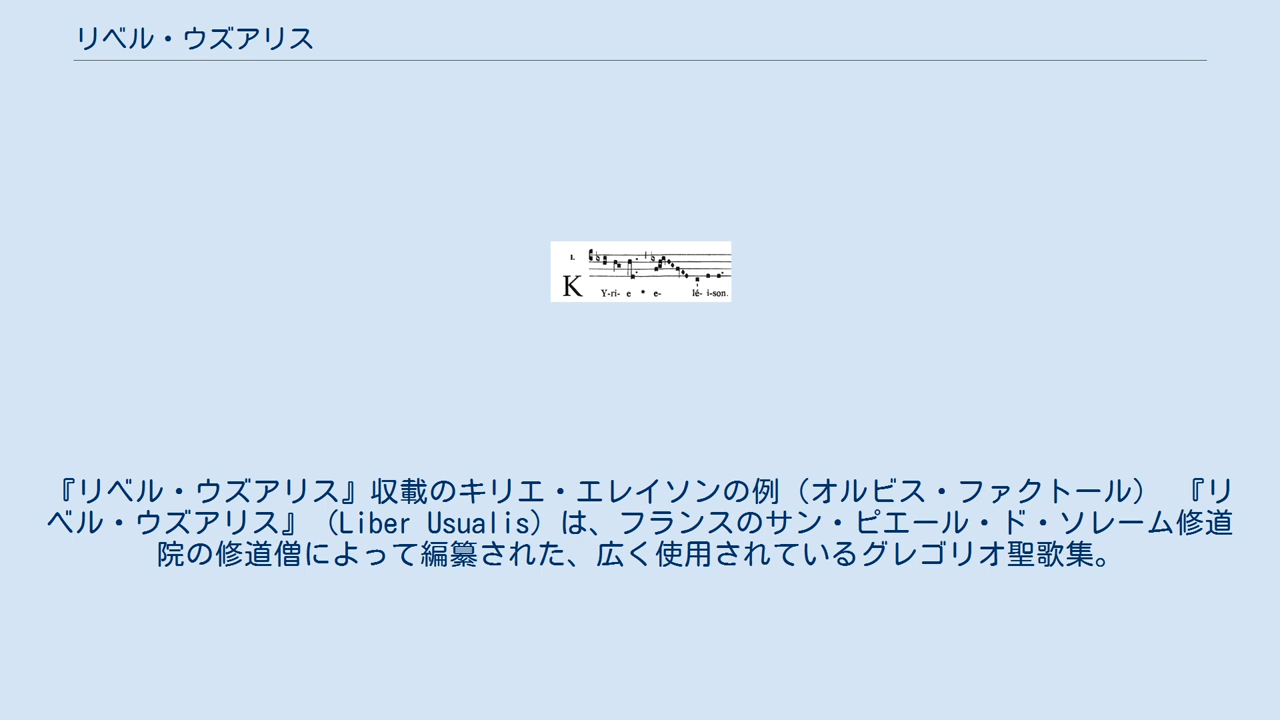 リベル・ウズアリス
I.
K
Y-ri- e * e- lé- i-son.
『リベル・ウズアリス』収載のキリエ・エレイソンの例（オルビス・ファクトール）　『リ
ベル・ウズアリス』（Liber Usualis）は、フランスのサン・ピエール・ド・ソレーム修道
院の修道僧によって編纂された、広く使用されているグレゴリオ聖歌集。